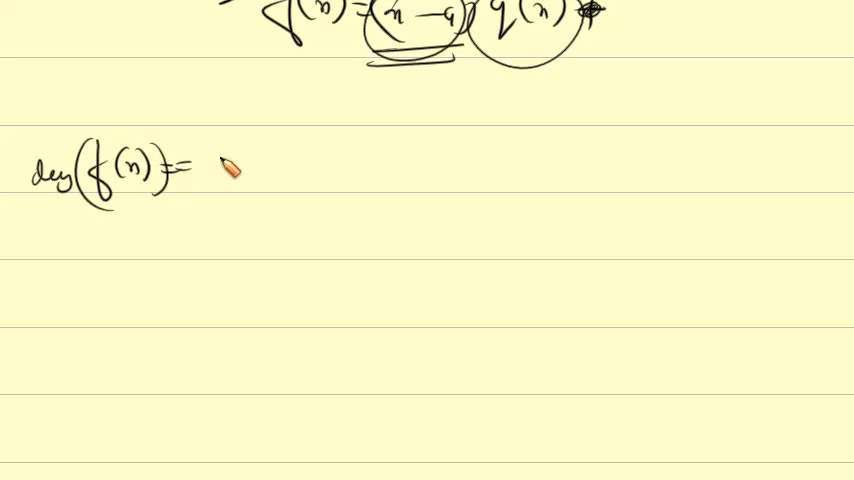 f(x) = (x - a) q(x)
deg(f(x)) =